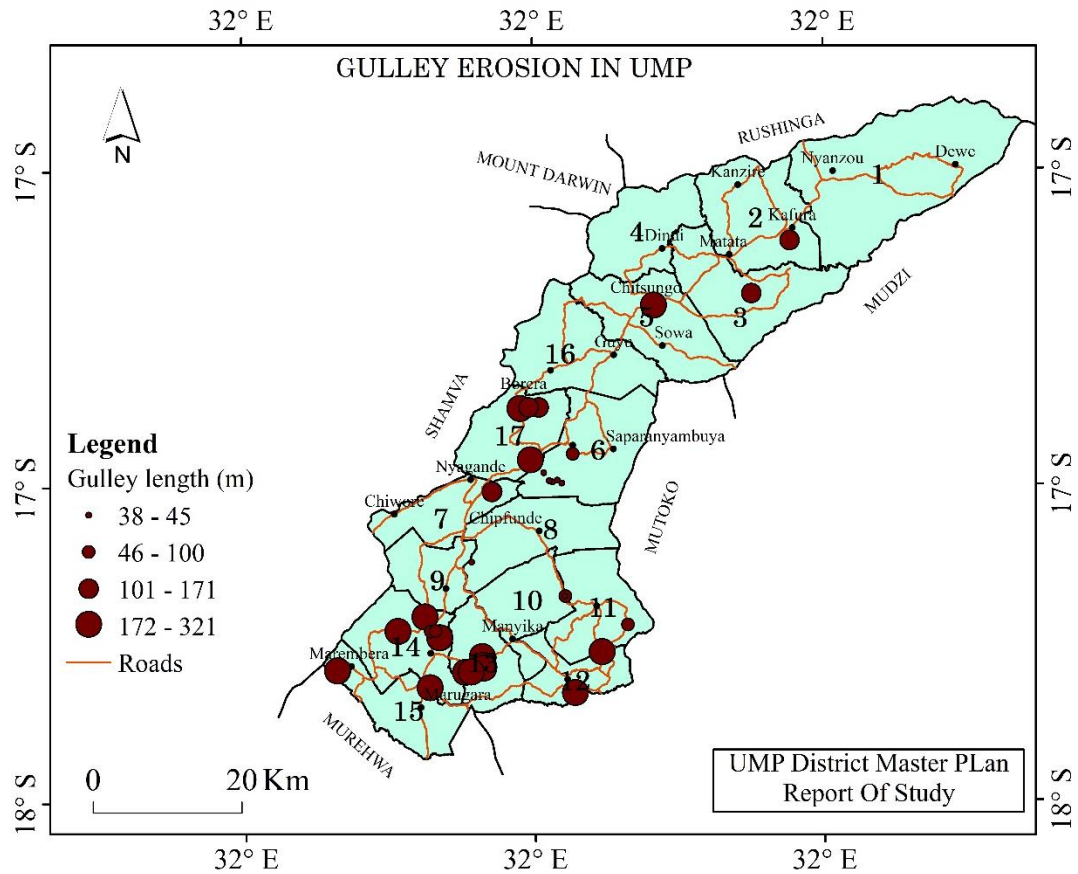 32° E 32° E 32° E
GULLEY EROSION IN UMP
17° S
17° S
N
RUSHINGA
MOUNT DARWIN
Nyanzou
Dewe
1
Kanzire
2
Kafura
4
Dindi
Matata
MUDZI
Chitsungo
5
3
Sowa
Guyu
16
Borera
SHAMVA
17
6
Saparanyambuya
Nyagande
17° S
17° S
Chiwore
7
Chipfunde
8
MUTOKO
9
10
11
Manyika
14
Marembera
13
12
Marugara
15
MUREHWA
Legend
Gulley length (m)
38 - 45
46 - 100
101 - 171
172 - 321
Roads
0 20 Km
UMP District Master PLan
Report Of Study
18° S
18° S
32° E 32° E 32° E